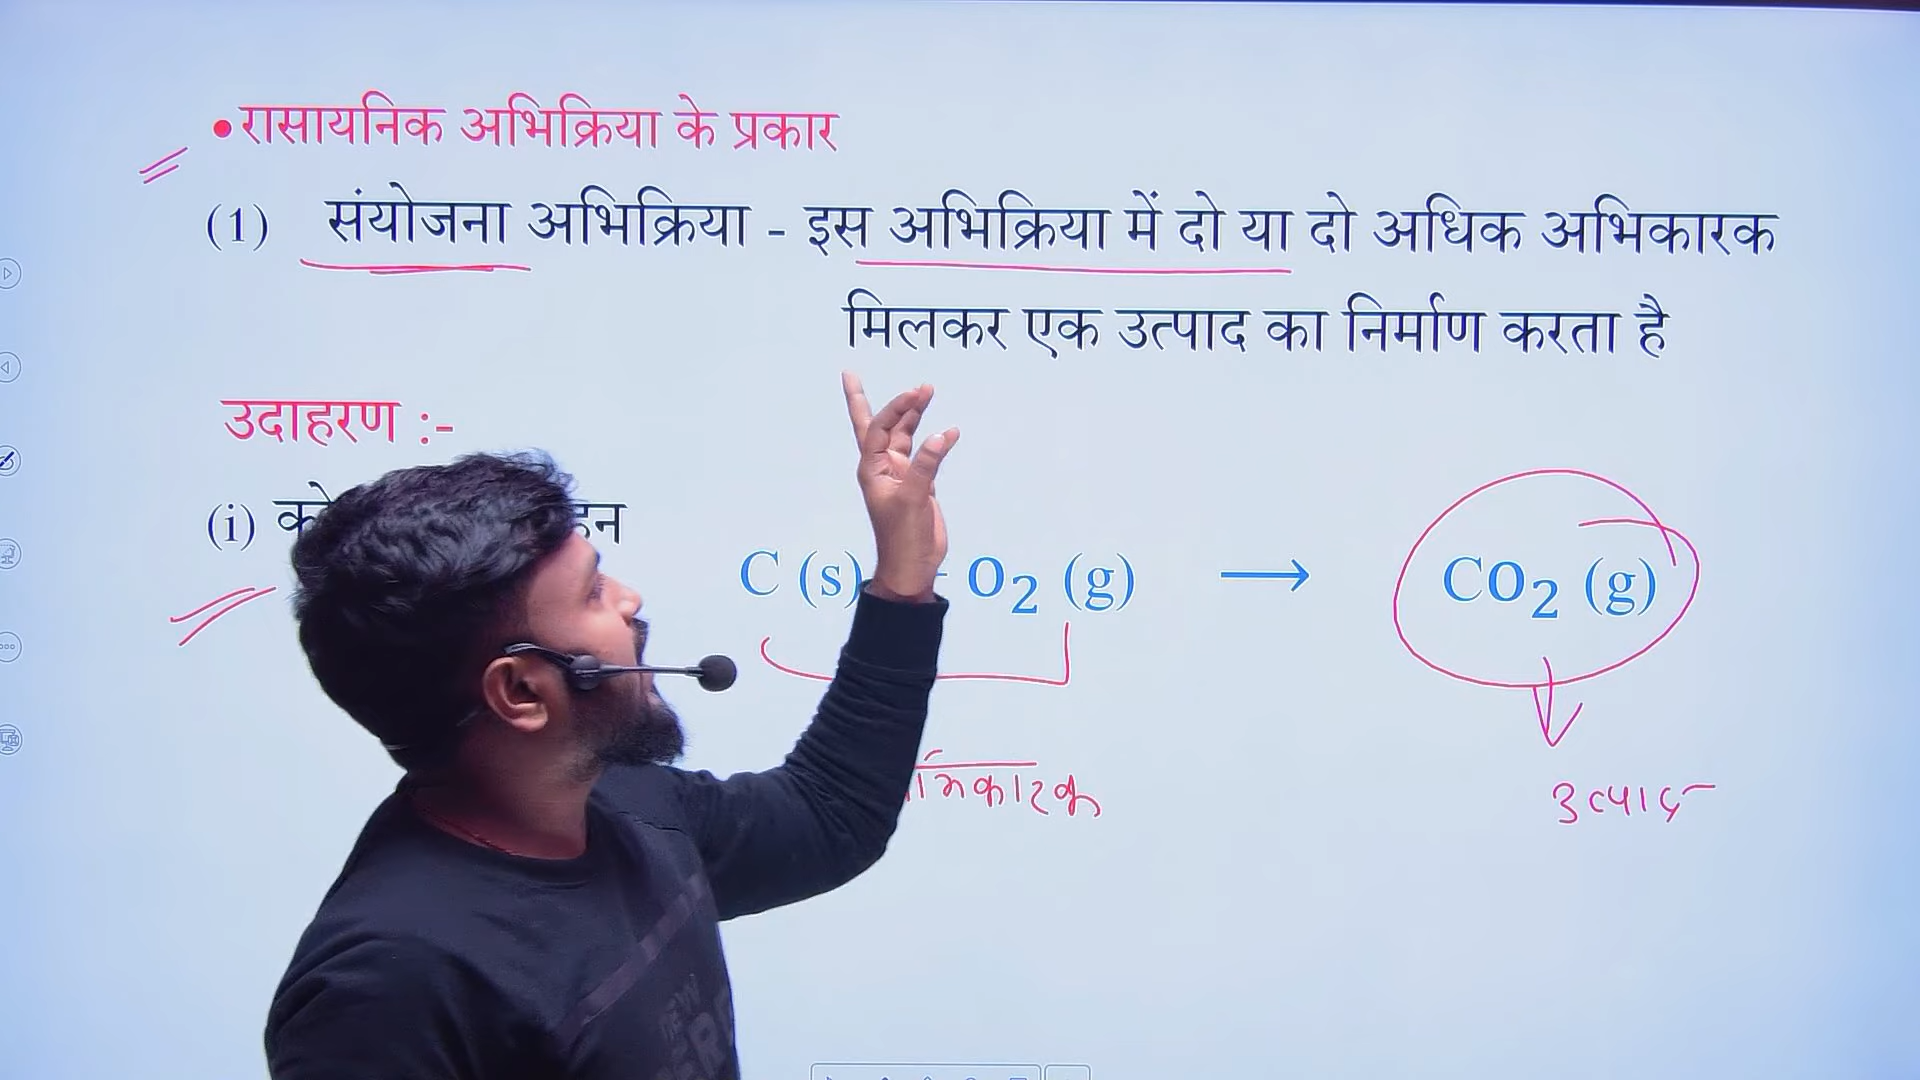 •रासायनिक अभिक्रिया के प्रकार
(1) संयोजना अभिक्रिया - इस अभिक्रिया में दो या दो अधिक अभिकारक
मिलकर एक उत्पाद का निर्माण करता है
उदाहरण :-
(i)
C (s) O₂ (g) → CO₂ (g)
उत्पाद